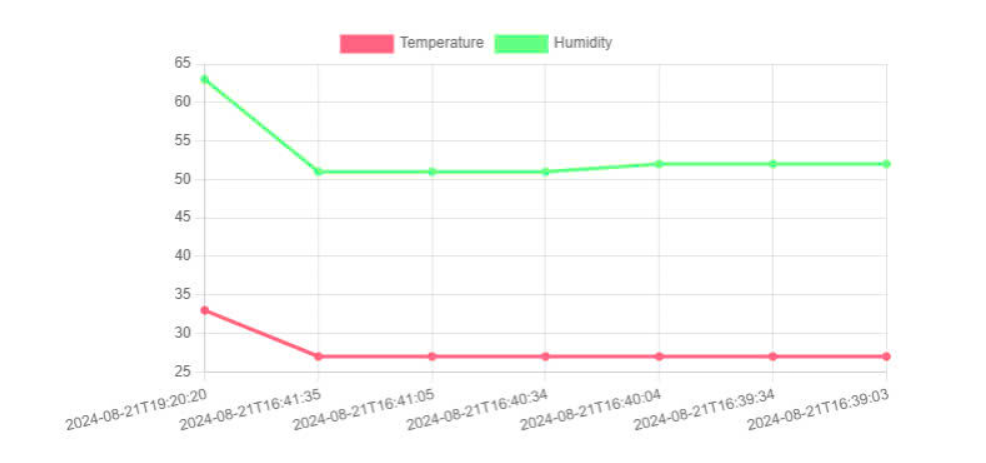 Temperature Humidity
65
60
55
50
45
40
35
30
25
2024-08-21T19:20:20
2024-08-21T16:41:35
2024-08-21T16:41:05
2024-08-21T16:40:34
2024-08-21T16:40:04
2024-08-21T16:39:34
2024-08-21T16:39:03